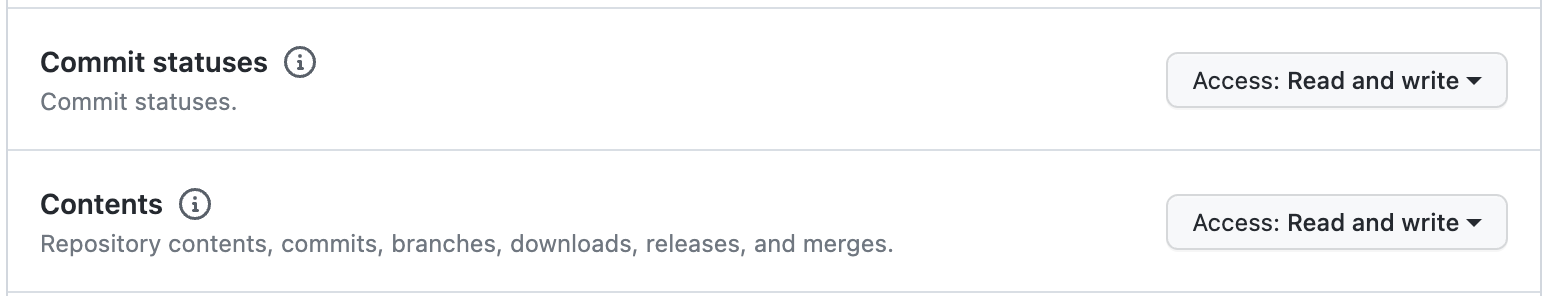 Commit statuses
Commit statuses.
Access: Read and write
Contents
Repository contents, commits, branches, downloads, releases, and merges.
Access: Read and write